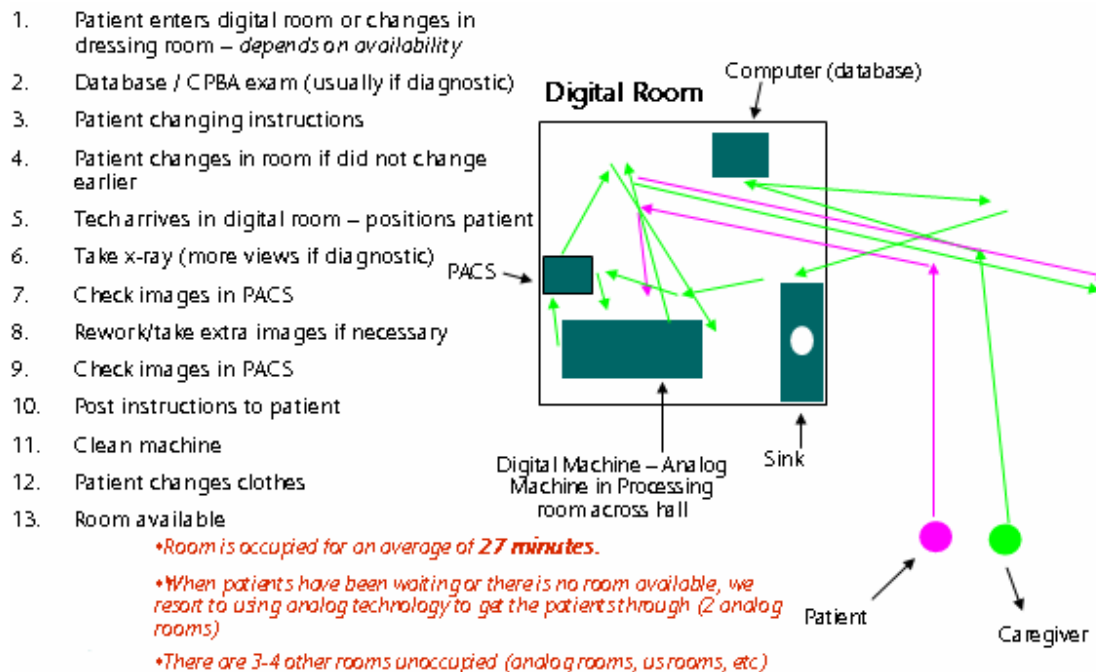 1. Patient enters digital room or changes in
dressing room – depends on availability
2. Database / CPBA exam (usually if diagnostic)
3. Patient changing instructions
4. Patient changes in room if did not change
earlier
5. Tech arrives in digital room – positions patient
6. Take x-ray (more views if diagnostic)
7. Check images in PACS
8. Rework/take extra images if necessary
9. Check images in PACS
10. Post instructions to patient
11. Clean machine
12. Patient changes clothes
13. Room available
•Room is occupied for an average of 27 minutes.
•When patients have been waiting or there is no room available, we
resort to using analog technology to get the patients through (2 analog
rooms)
•There are 3-4 other rooms unoccupied (analog rooms, us rooms, etc)
Computer (database)
Digital Room
PACS
Digital Machine – Analog
Machine in Processing
room across hall
Sink
Patient
Caregiver